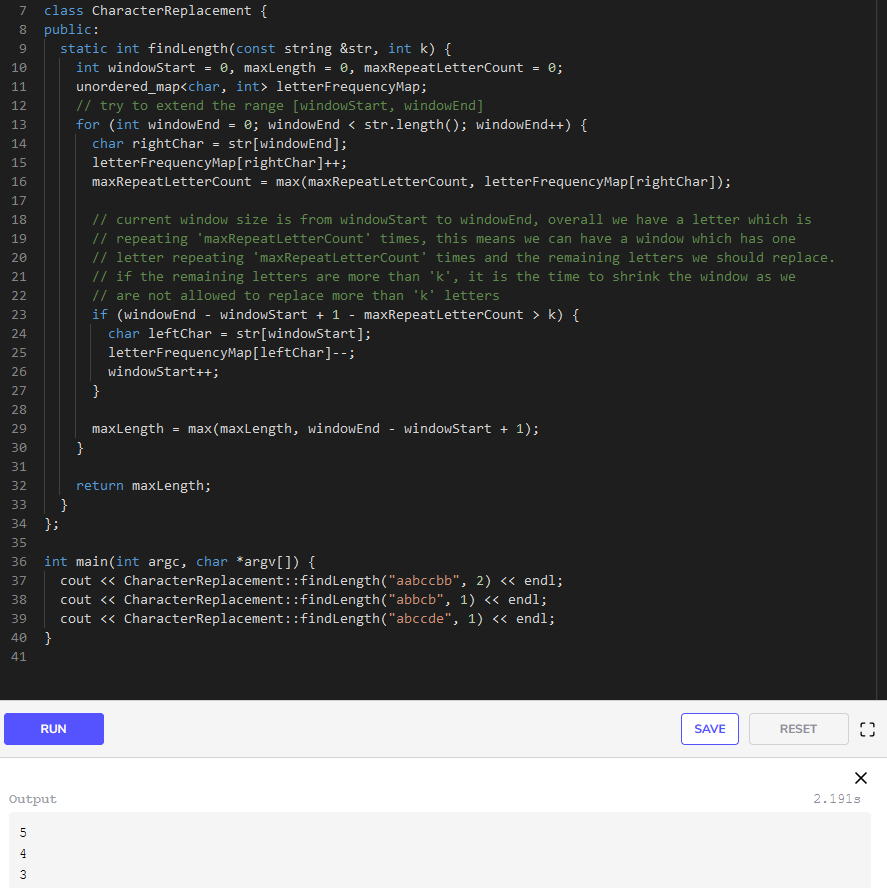 7 class CharacterReplacement {
8 public:
9 static int findLength(const string &str, int k) {
10 int windowStart = 0, maxLength = 0, maxRepeatLetterCount = 0;
11 unordered_map<char, int> letterFrequencyMap;
12 // try to extend the range [windowStart, windowEnd]
13 for (int windowEnd = 0; windowEnd < str.length(); windowEnd++) {
14 char rightChar = str[windowEnd];
15 letterFrequencyMap[rightChar]++;
16 maxRepeatLetterCount = max(maxRepeatLetterCount, letterFrequencyMap[rightChar]);
17
18 // current window size is from windowStart to windowEnd, overall we have a letter which is
19 // repeating 'maxRepeatLetterCount' times, this means we can have a window which has one
20 // letter repeating 'maxRepeatLetterCount' times and the remaining letters we should replace.
21 // if the remaining letters are more than 'k', it is the time to shrink the window as we
22 // are not allowed to replace more than 'k' letters
23 if (windowEnd - windowStart + 1 - maxRepeatLetterCount > k) {
24 char leftChar = str[windowStart];
25 letterFrequencyMap[leftChar]--;
26 windowStart++;
27 }
28
29 maxLength = max(maxLength, windowEnd - windowStart + 1);
30 }
31
32 return maxLength;
33 }
34 };
35
36 int main(int argc, char *argv[]) {
37 cout << CharacterReplacement::findLength("aabccbb", 2) << endl;
38 cout << CharacterReplacement::findLength("abbcb", 1) << endl;
39 cout << CharacterReplacement::findLength("abccde", 1) << endl;
40 }
41
RUN SAVE RESET
Output 2.191s
5
4
3